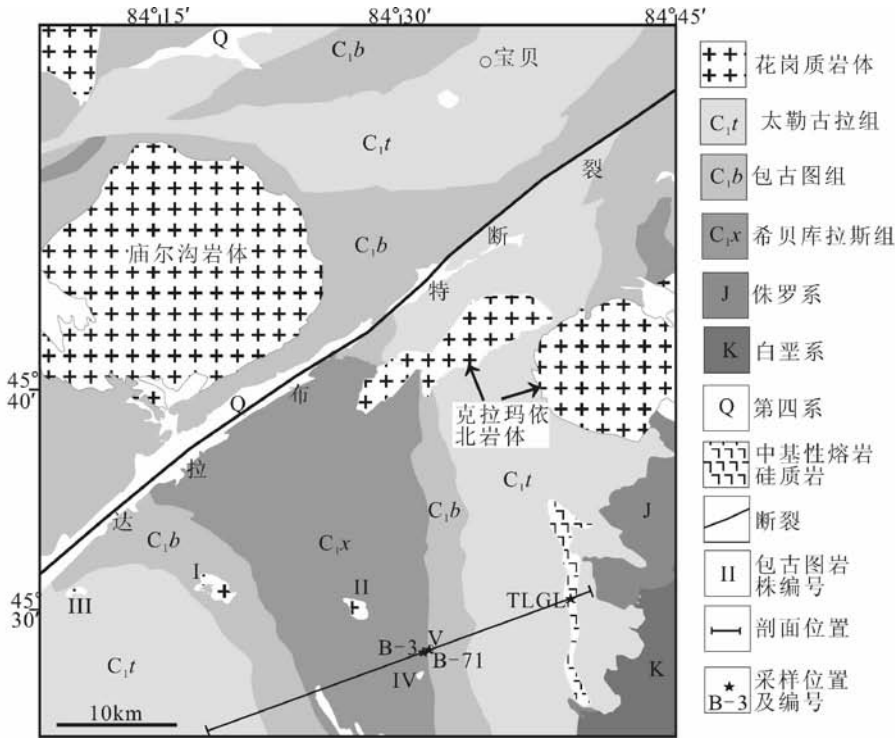 84°15′
84°30′
84°45′
Q
C₁b
宝贝
C₁t
裂
庙尔沟岩体
C₁b
断
特
45°
40′
Q
布
克拉玛依
北岩体
拉
C₁t
达
C₁b
C₁b
C₁x
J
I
II
III
TLGL
45°
30′
V
B-3
B-71
IV
C₁t
K
10km
花岗质岩体
C₁t 太勒古拉组
C₁b 包古图组
C₁x 希贝库拉斯组
J 侏罗系
K 白垩系
Q 第四系
中基性熔岩
硅质岩
断裂
II 包古图岩
株编号
剖面位置
B-3 采样位置
及编号